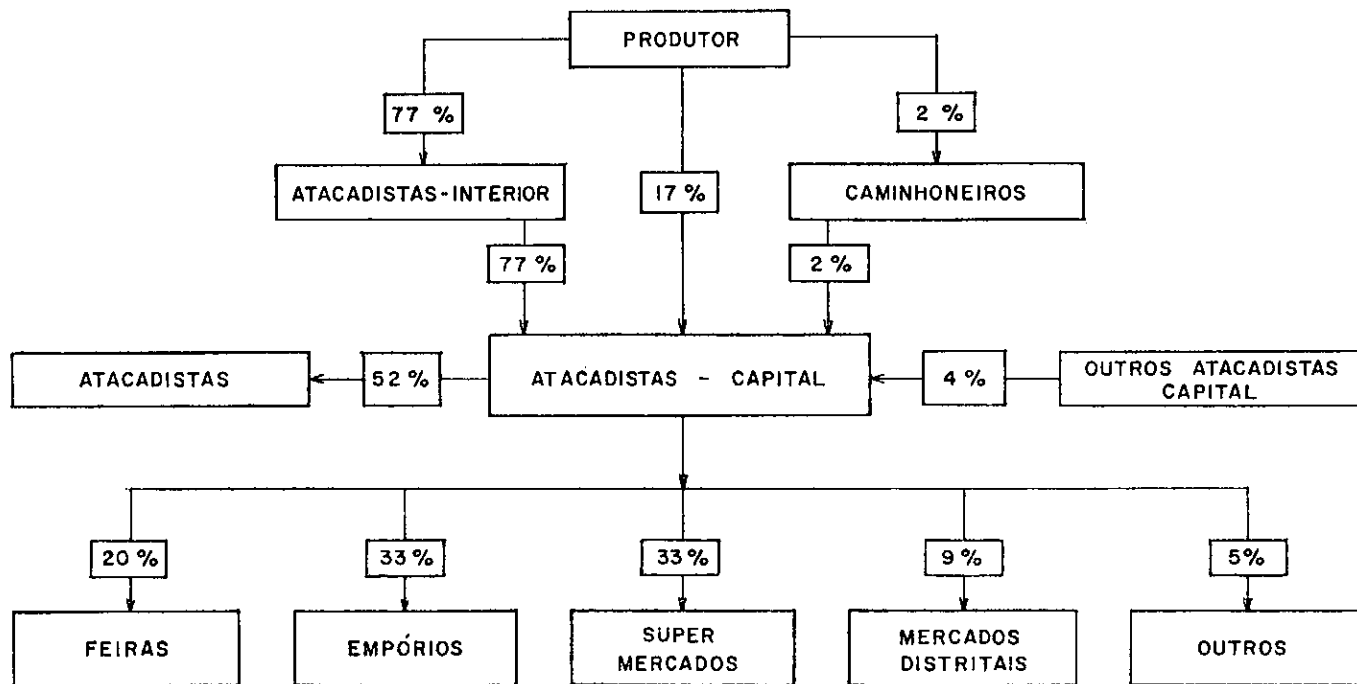 PRODUTOR
77 %
2 %
ATACADISTAS-INTERIOR
17 %
CAMINHONEIROS
77 %
2 %
ATACADISTAS
52 %
ATACADISTAS - CAPITAL
4 %
OUTROS ATACADISTAS
CAPITAL
20 %
33 %
33 %
9 %
5%
FEIRAS
EMPÓRIOS
SUPER
MERCADOS
MERCADOS
DISTRITAIS
OUTROS